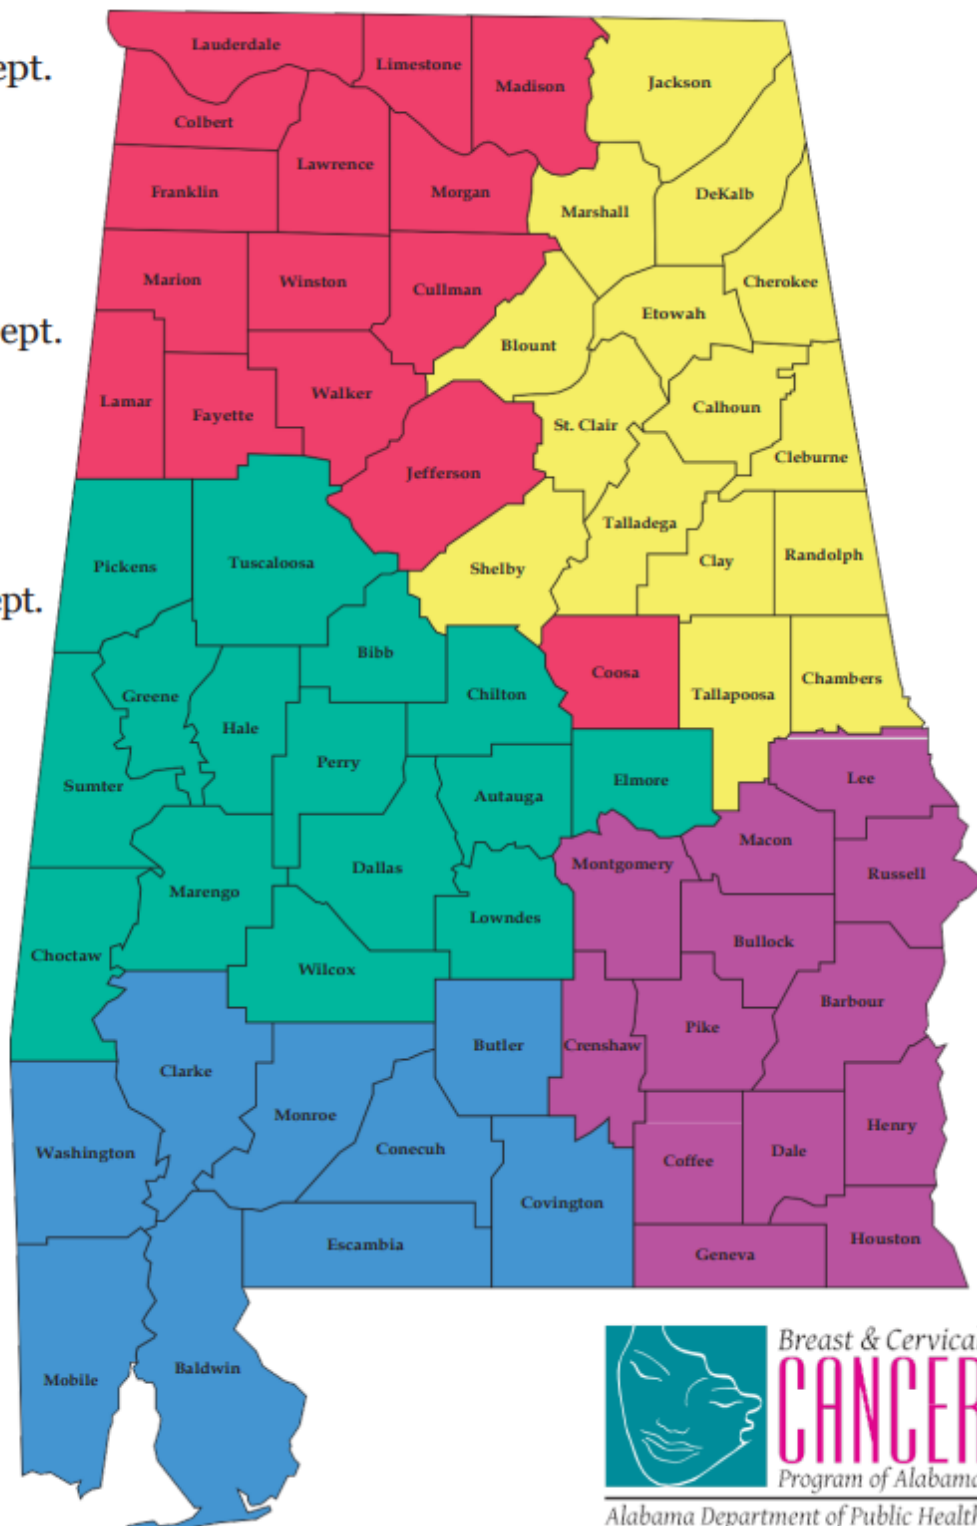 Lauderdale
Limestone
Madison
Jackson
ept.
Colbert
Lawrence
Franklin
Morgan
DeKalb
Marshall
Marion
Winston
Cullman
Cherokee
Etowah
ept.
Blount
Lamar
Walker
Fayette
Calhoun
St. Clair
Cleburne
Jefferson
Talladega
Pickens
Tuscaloosa
Shelby
Clay
Randolph
ept.
Bibb
Coosa
Chambers
Greene
Chilton
Tallapoosa
Hale
Perry
Sumter
Autauga
Elmore
Lee
Macon
Dallas
Montgomery
Russell
Marengo
Lowndes
Choctaw
Wilcox
Bullock
Barbour
Clarke
Butler
Crenshaw
Pike
Monroe
Henry
Washington
Conecuh
Coffee
Dale
Covington
Escambia
Geneva
Houston
Mobile
Baldwin
Breast & Cervical
CANCER
Program of Alabama
Alabama Department of Public Health